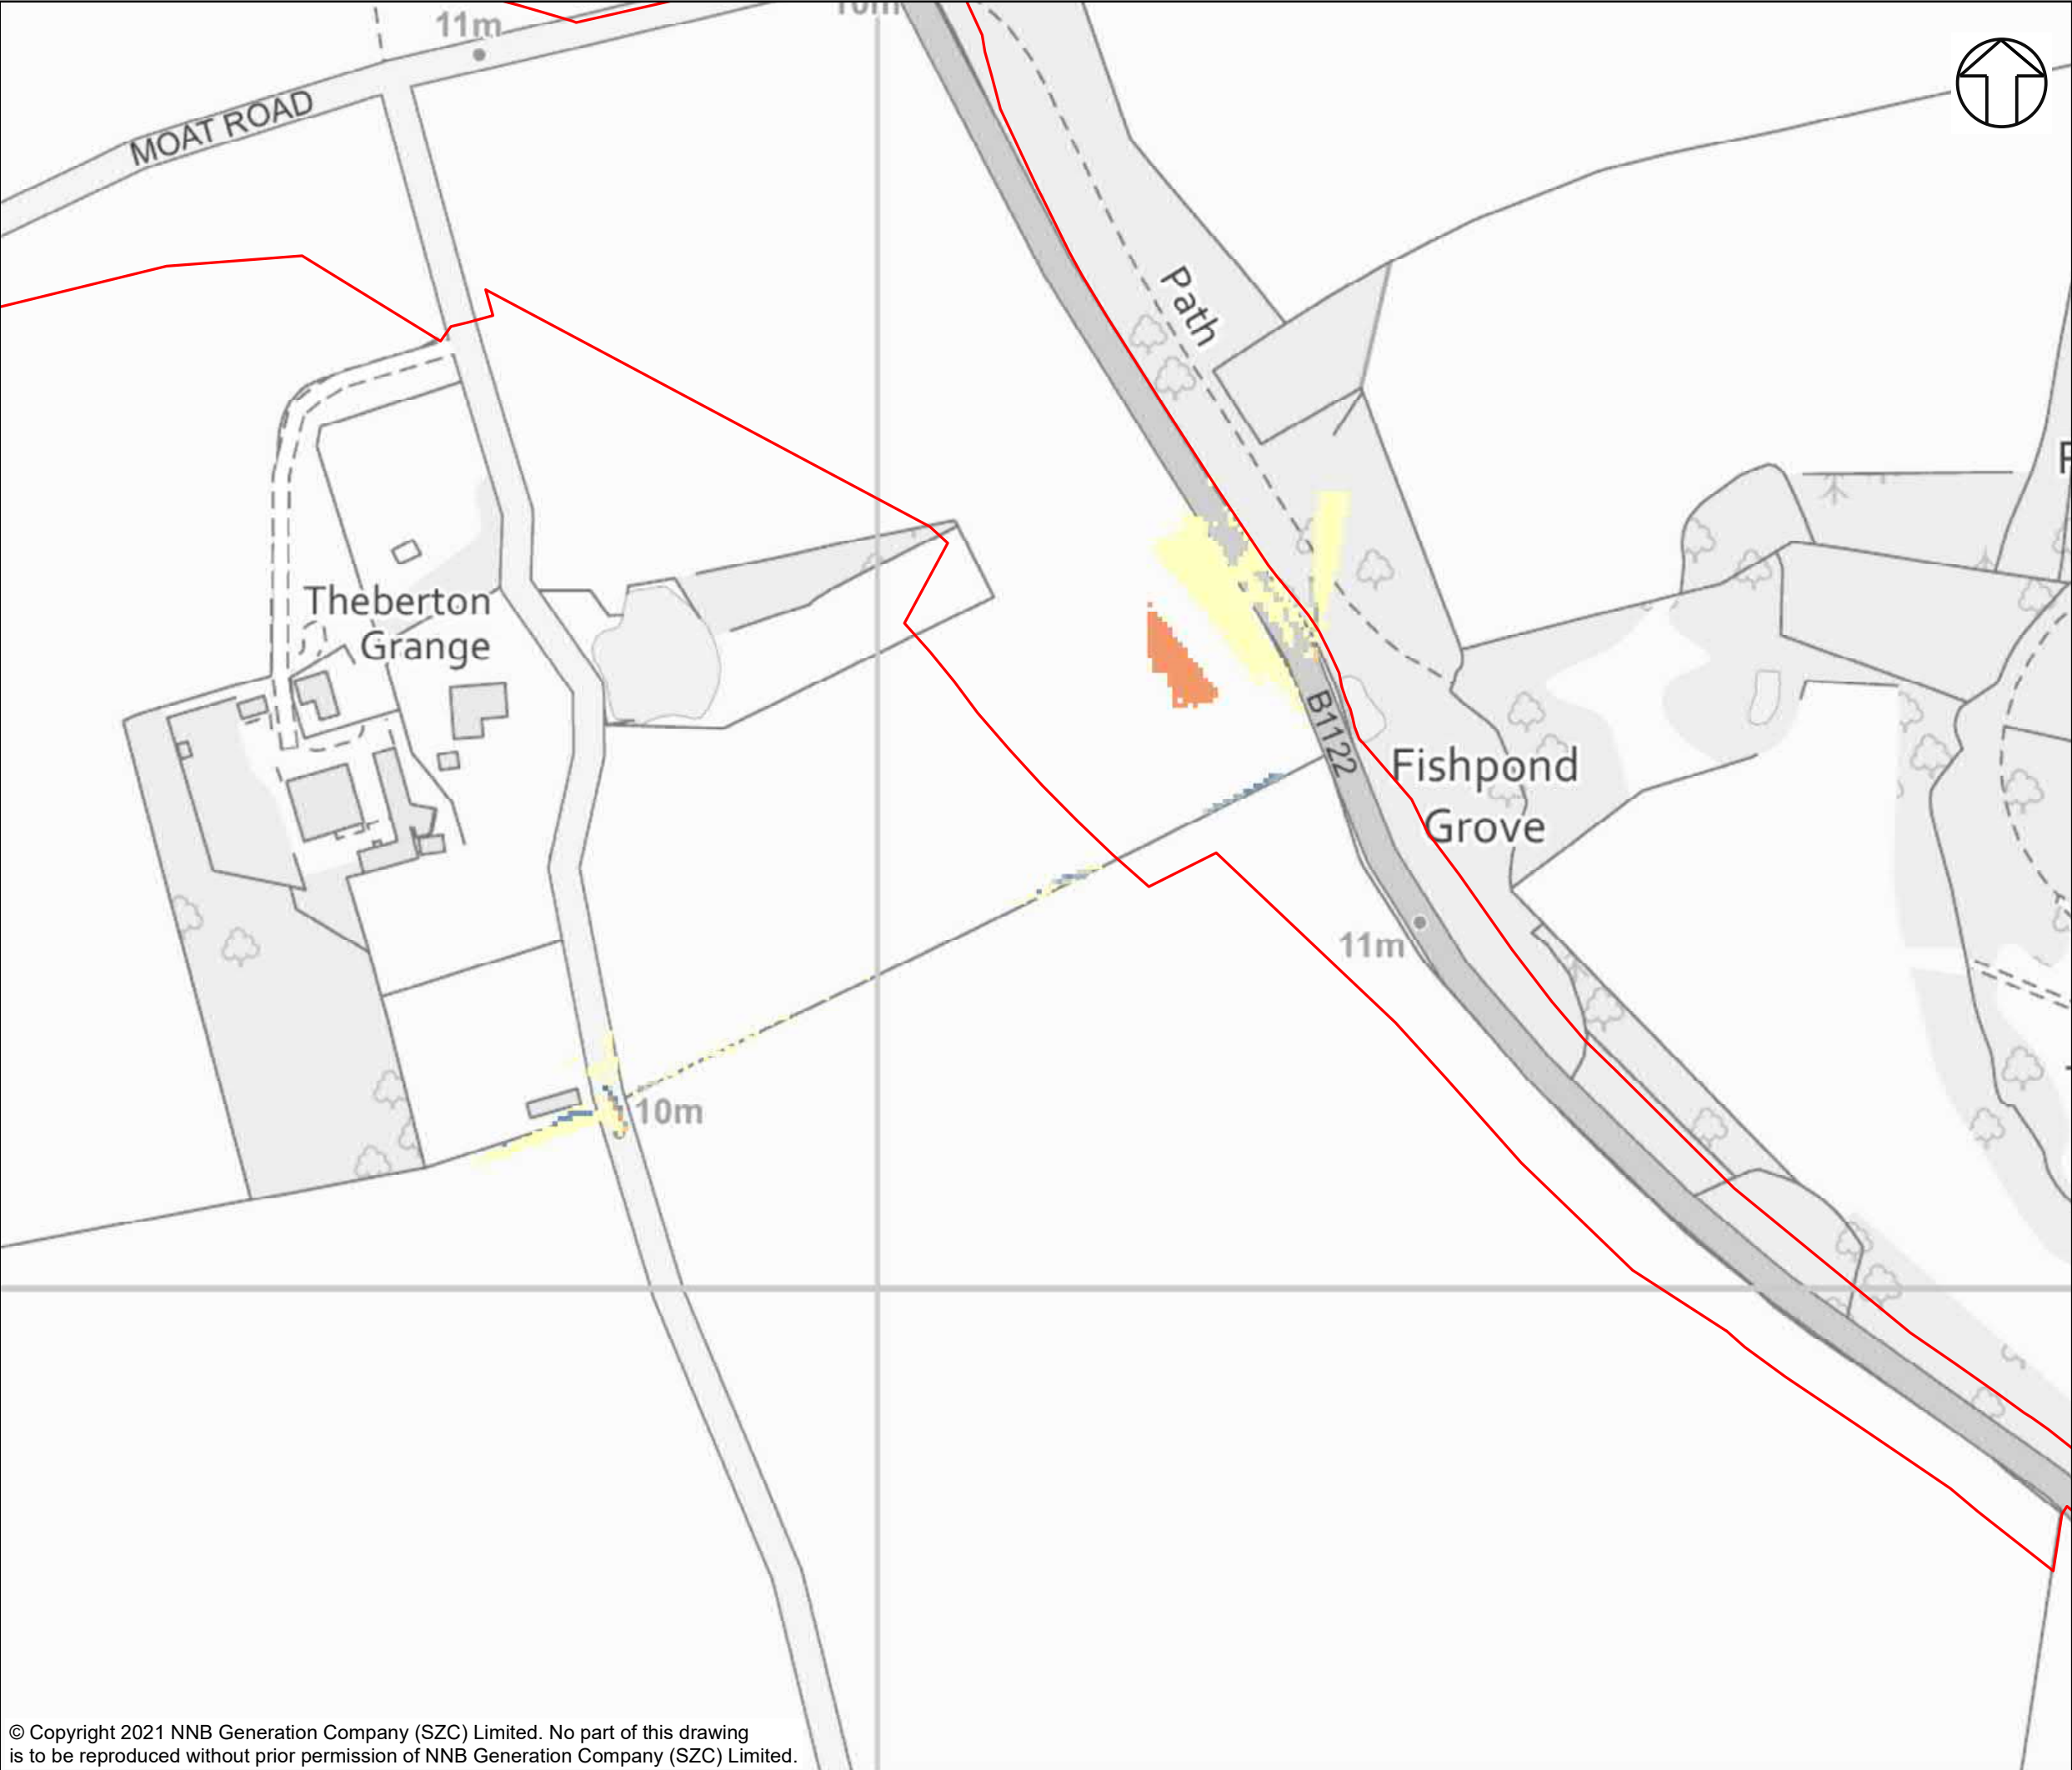 10m
11m
MOAT ROAD
Path
Theberton
Grange
B1122
Fishpond
Grove
11m
10m
© Copyright 2021 NNB Generation Company (SZC) Limited. No part of this drawing
is to be reproduced without prior permission of NNB Generation Company (SZC) Limited.